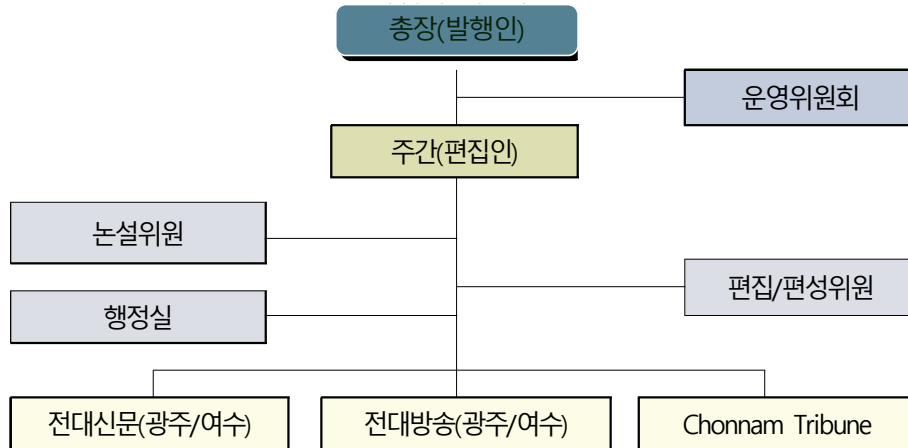 총장(발행인)
운영위원회
주간(편집인)
논설위원
편집/편성위원
행정실
전대신문(광주/여수)
전대방송(광주/여수)
Chonnam Tribune